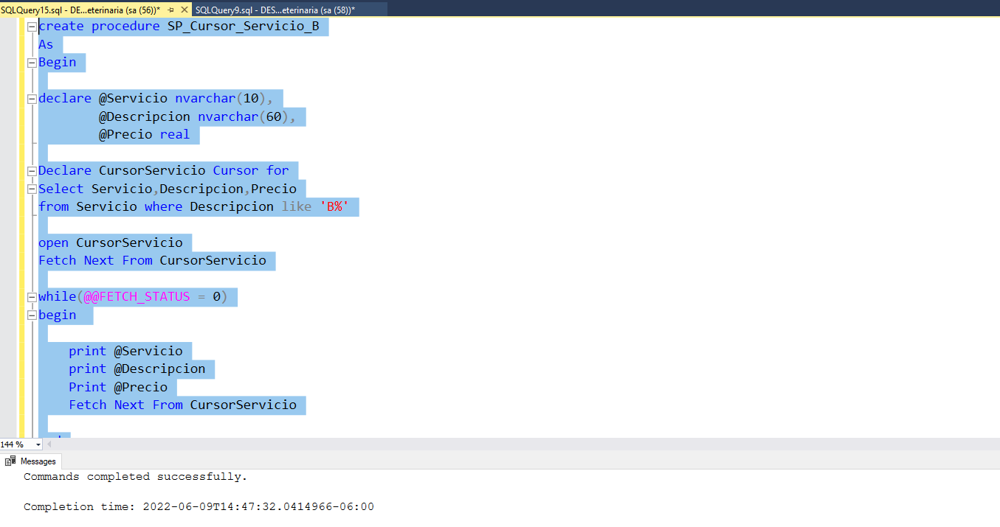 SQLQuery15.sql - DE...eterinaria (sa (56))* SQLQuery9.sql - DES...eterinaria (sa (58))*
create procedure SP_Cursor_Servicio_B
As
Begin
declare @Servicio nvarchar(10),
@Descripcion nvarchar(60),
@Precio real
Declare CursorServicio Cursor for
Select Servicio,Descripcion,Precio
from Servicio where Descripcion like 'B%'
open CursorServicio
Fetch Next From CursorServicio
while(@@FETCH_STATUS = 0)
begin
print @Servicio
print @Descripcion
Print @Precio
Fetch Next From CursorServicio
144 %
Messages
Commands completed successfully.
Completion time: 2022-06-09T14:47:32.0414966-06:00